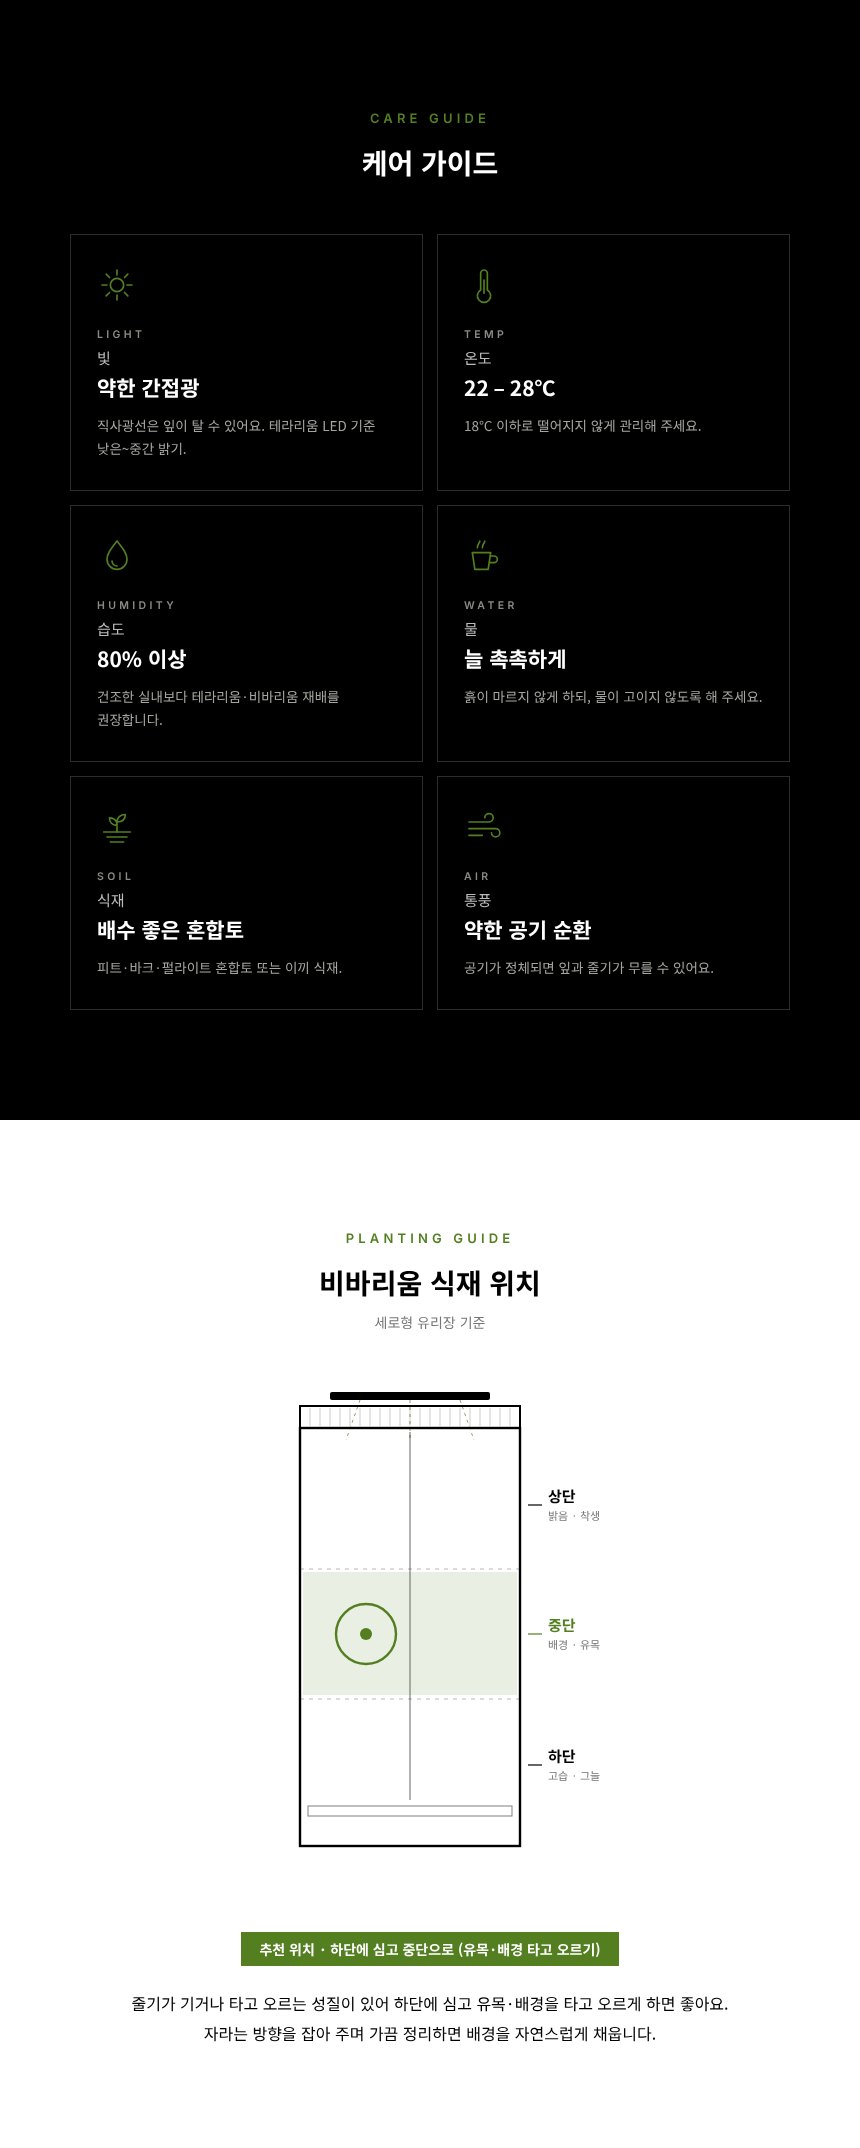 CARE GUIDE
케어 가이드
LIGHT
빛
약한 간접광
직사광선은 잎이 탈 수 있어요. 테라리움 LED 기준
낮은~중간 밝기.
TEMP
온도
22 – 28℃
18℃ 이하로 떨어지지 않게 관리해 주세요.
HUMIDITY
습도
80% 이상
건조한 실내보다 테라리움·비바리움 재배를
권장합니다.
WATER
물
늘 촉촉하게
흙이 마르지 않게 하되, 물이 고이지 않도록 해 주세요.
SOIL
식재
배수 좋은 혼합토
피트·바크·펄라이트 혼합토 또는 이끼 식재.
AIR
통풍
약한 공기 순환
공기가 정체되면 잎과 줄기가 무를 수 있어요.
PLANTING GUIDE
비바리움 식재 위치
세로형 유리장 기준
상단
밝음 · 착생
중단
배경 · 유목
하단
고습 · 그늘
추천 위치 · 하단에 심고 중단으로 (유목·배경 타고 오르기)
줄기가 기거나 타고 오르는 성질이 있어 하단에 심고 유목·배경을 타고 오르게 하면 좋아요.
자라는 방향을 잡아 주며 가끔 정리하면 배경을 자연스럽게 채웁니다.